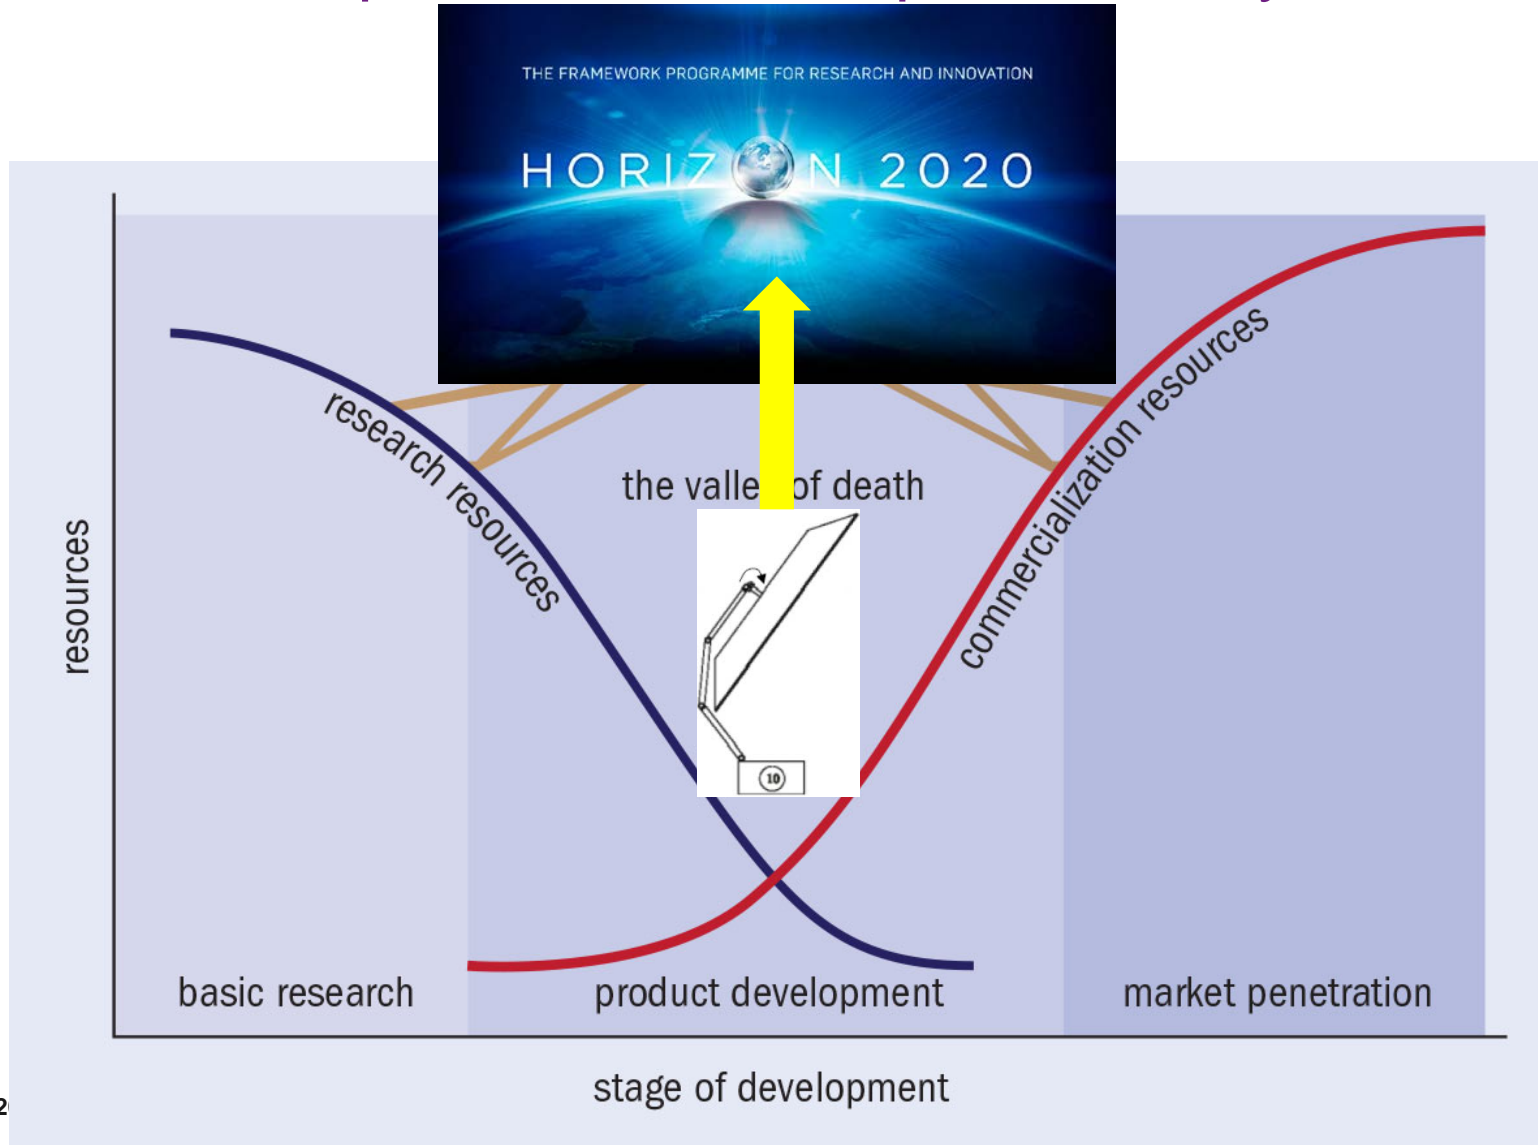 THE FRAMEWORK PROGRAMME FOR RESEARCH AND INNOVATION
HORIZON 2020
research resources
commercialization resources
the valley of death
resources
10
basic research
product development
market penetration
stage of development